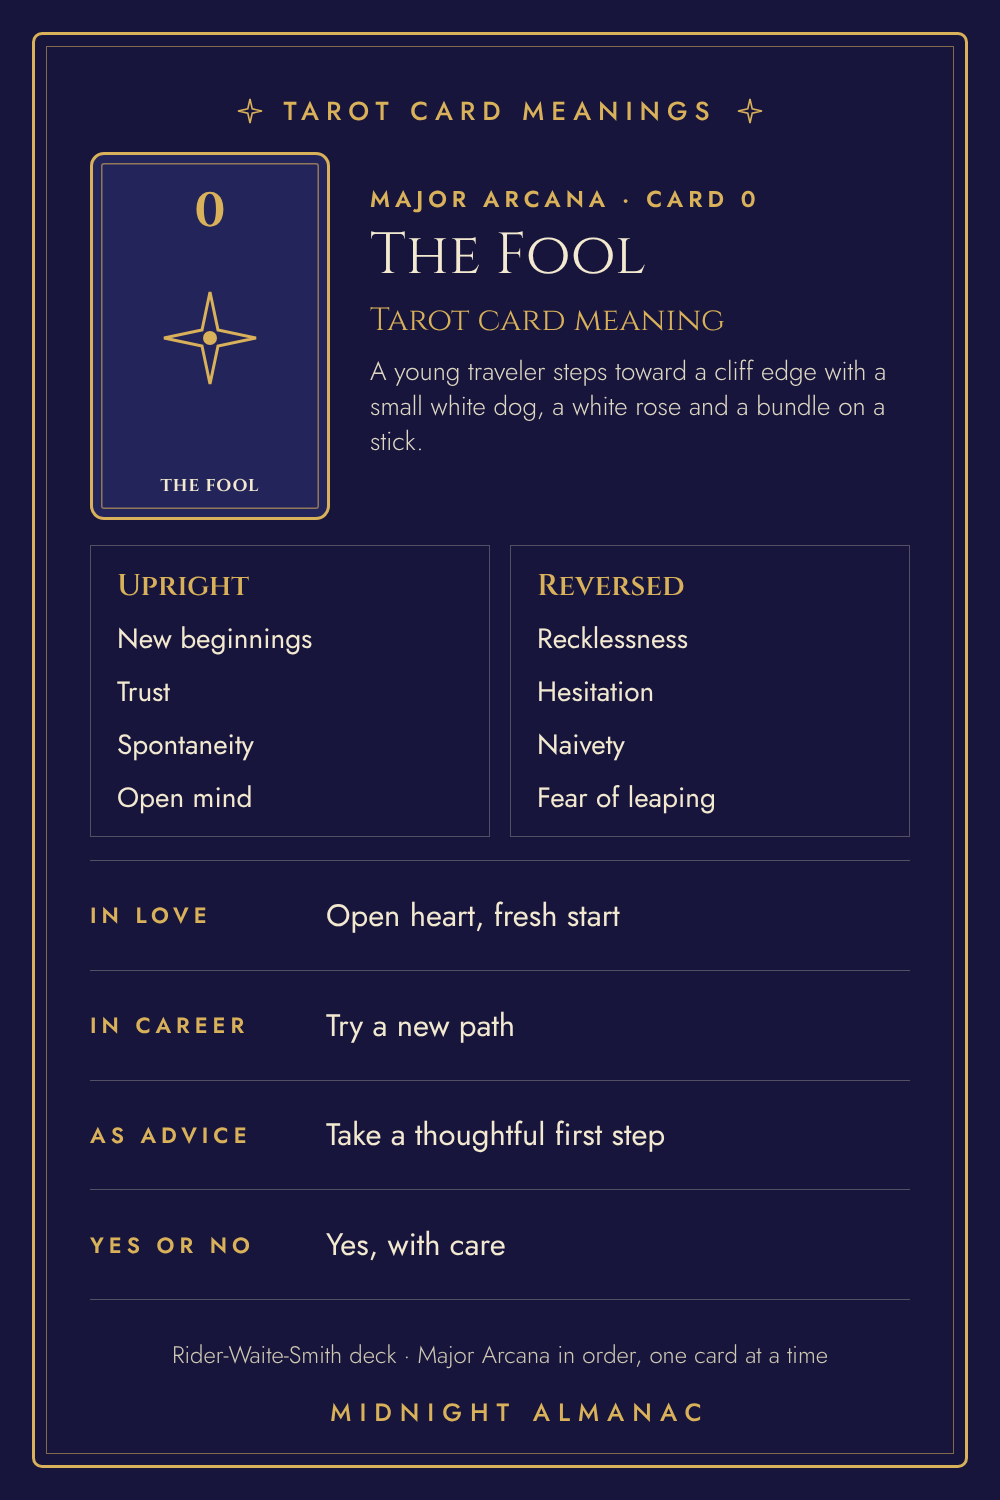 TAROT CARD MEANINGS
0
THE FOOL
MAJOR ARCANA · CARD 0
The Fool
Tarot card meaning
A young traveler steps toward a cliff edge with a
small white dog, a white rose and a bundle on a
stick.
Upright
New beginnings
Trust
Spontaneity
Open mind
Reversed
Recklessness
Hesitation
Naivety
Fear of leaping
IN LOVE Open heart, fresh start
IN CAREER Try a new path
AS ADVICE Take a thoughtful first step
YES OR NO Yes, with care
Rider-Waite-Smith deck · Major Arcana in order, one card at a time
MIDNIGHT ALMANAC